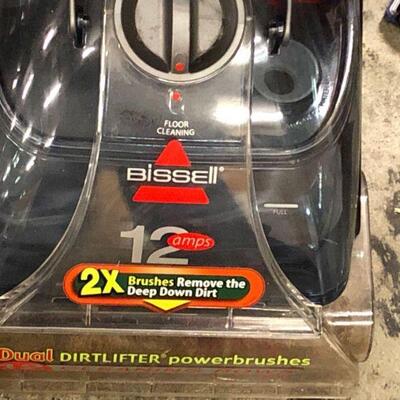 FLOOR
CLEANING
BISSELL
FULL
12 amps
2X Brushes Remove the
Deep Down Dirt
Dual DIRTLIFTER® powerbrushes